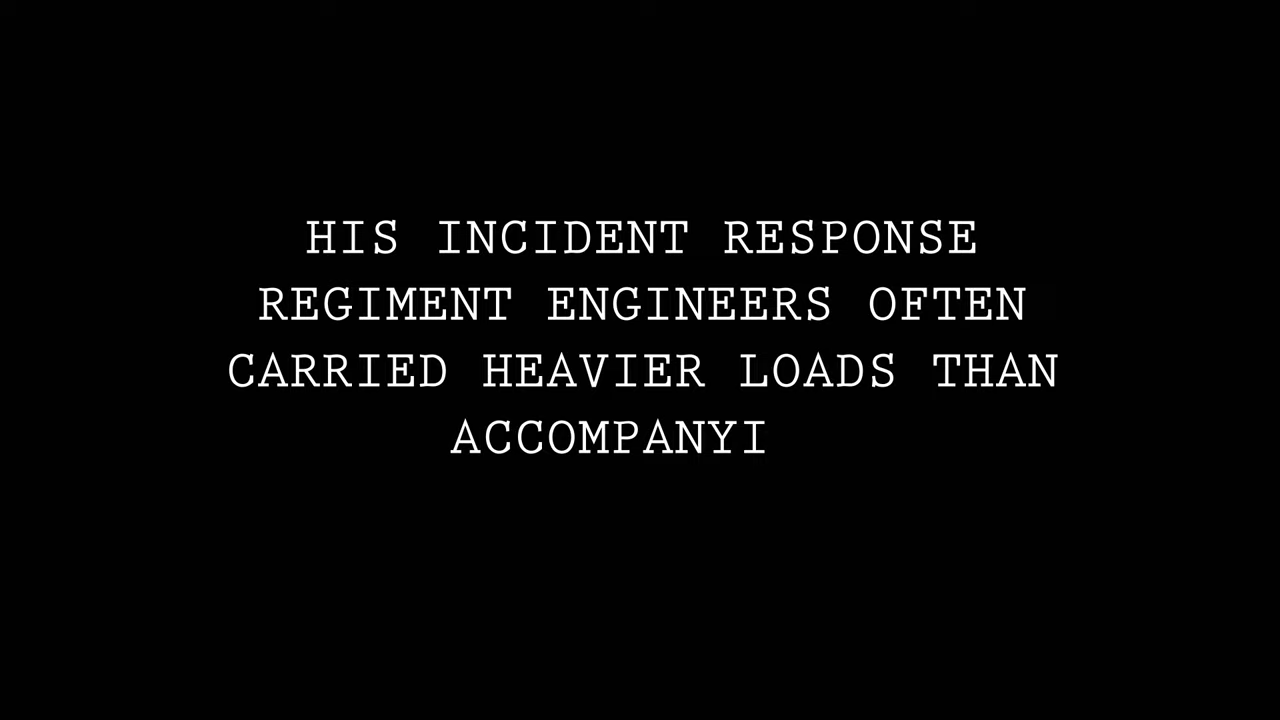 HIS INCIDENT RESPONSE
REGIMENT ENGINEERS OFTEN
CARRIED HEAVIER LOADS THAN
ACCOMPANYI